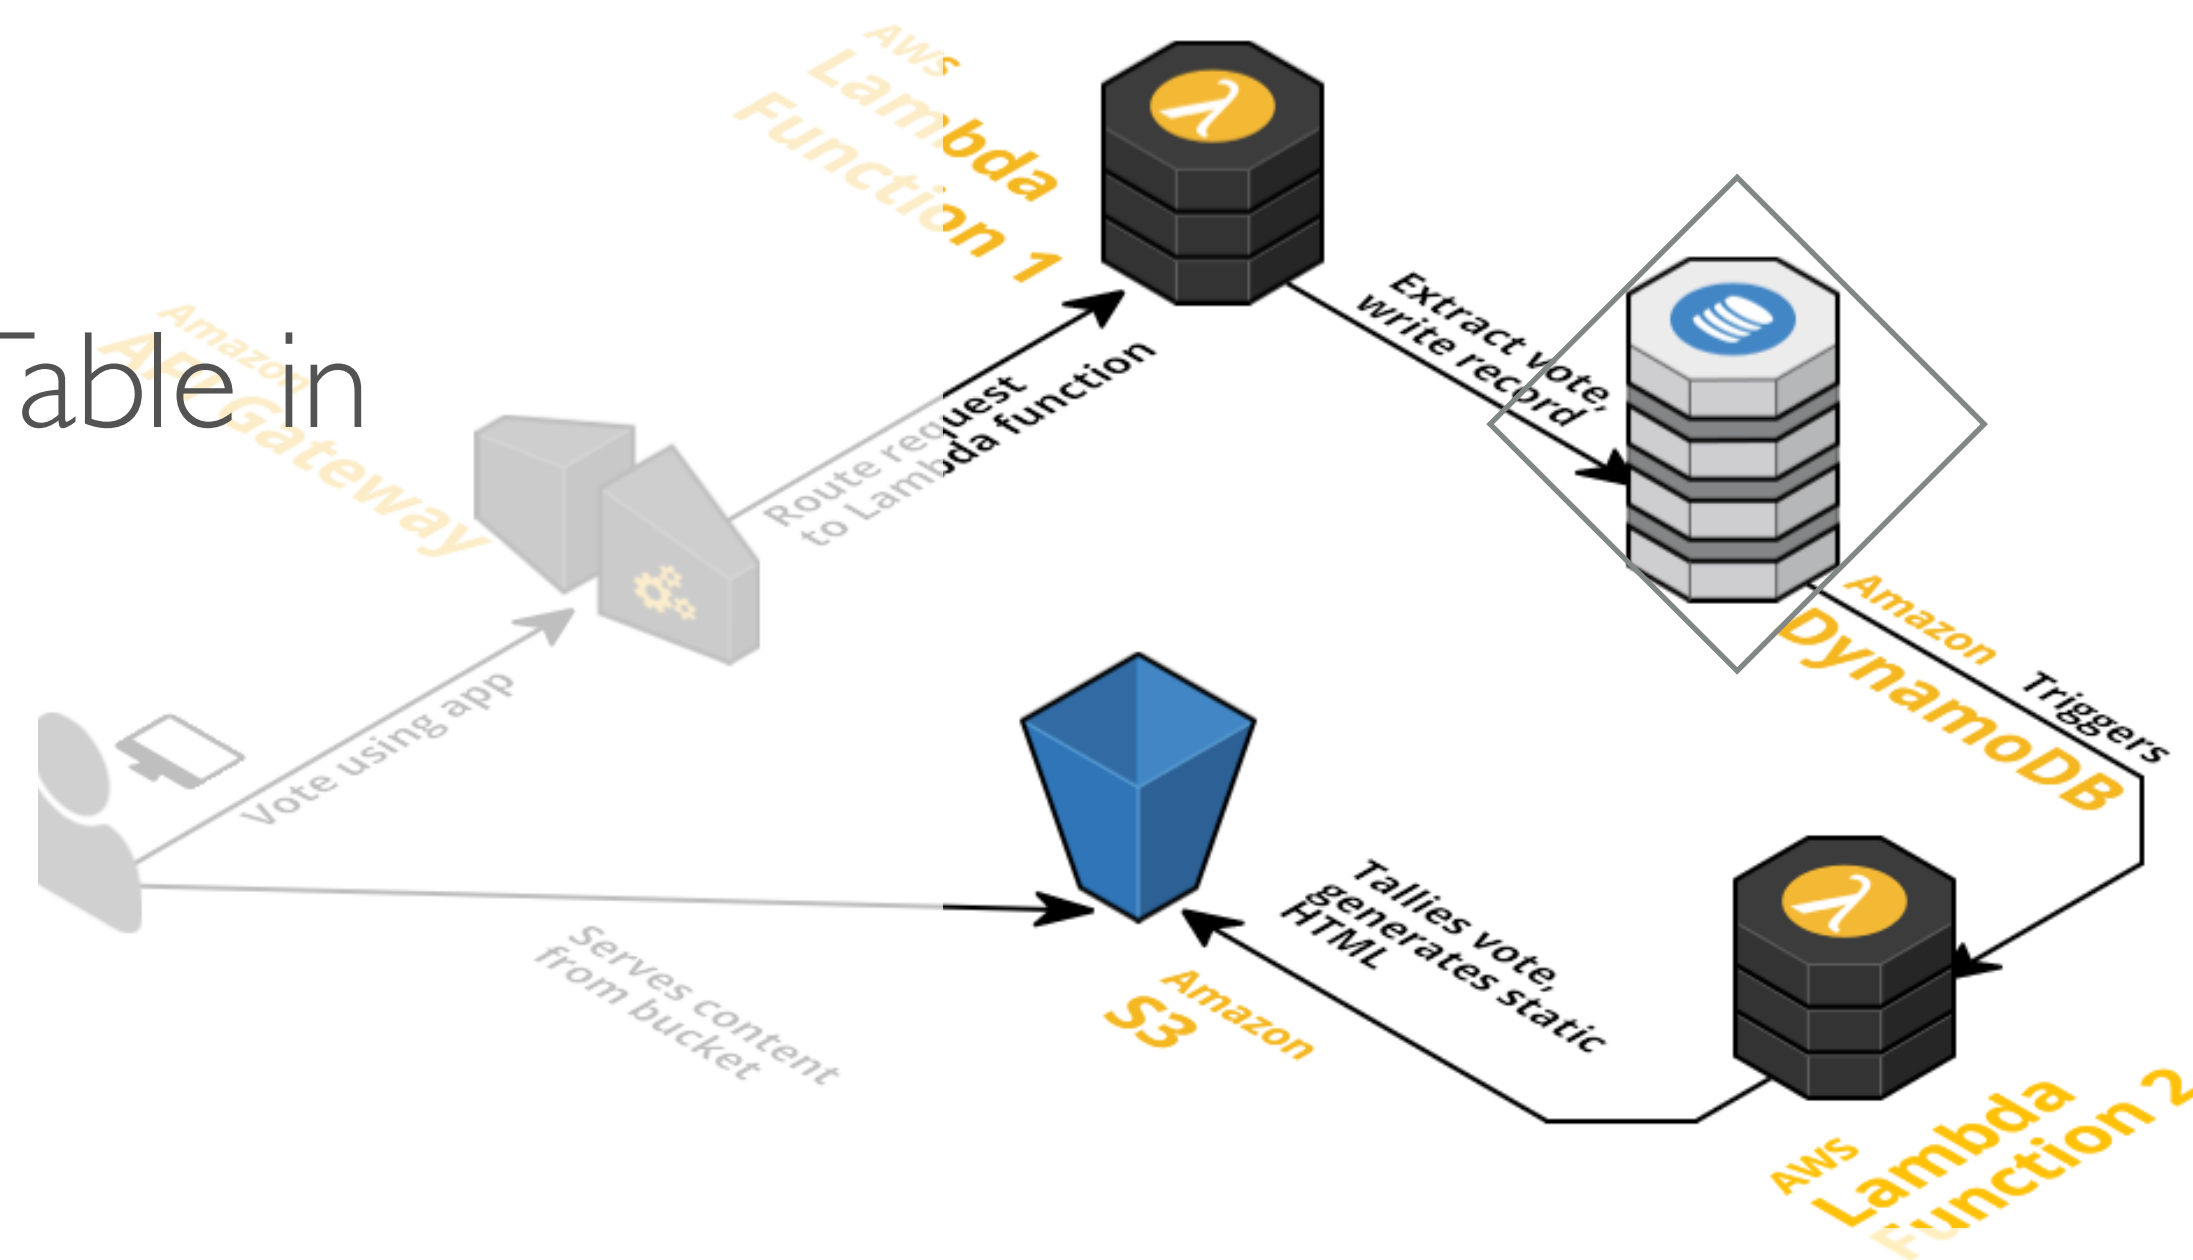 AWS
Lambda
Function 1
Extract vote,
write record
Table in
Amazon
API Gateway
Route request
to Lambda function
Amazon
DynamoDB
Triggers
Vote using app
Tallies vote,
generates static
HTML
Serves content
from bucket
Amazon
S3
AWS
Lambda
Function 2